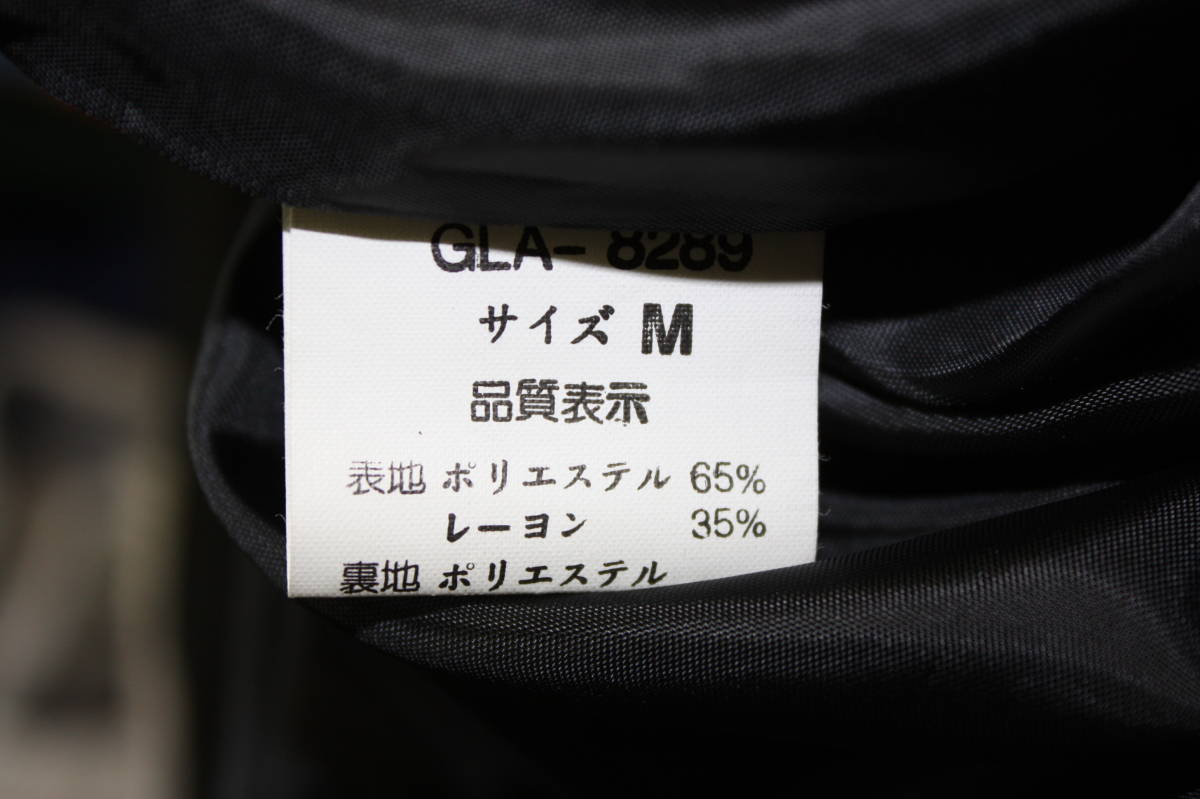 GLA-8289
サイズ M
品質表示
表地 ポリエステル 65%
レーヨン 35%
裏地 ポリエステル